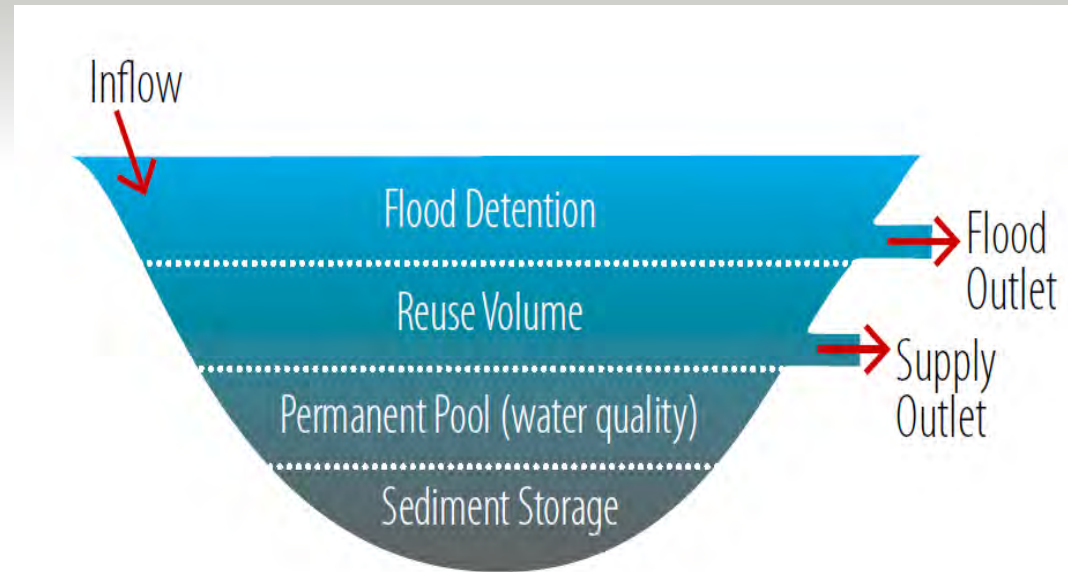 Inflow
Flood Detention
Flood
Outlet
Reuse Volume
Supply
Outlet
Permanent Pool (water quality)
Sediment Storage